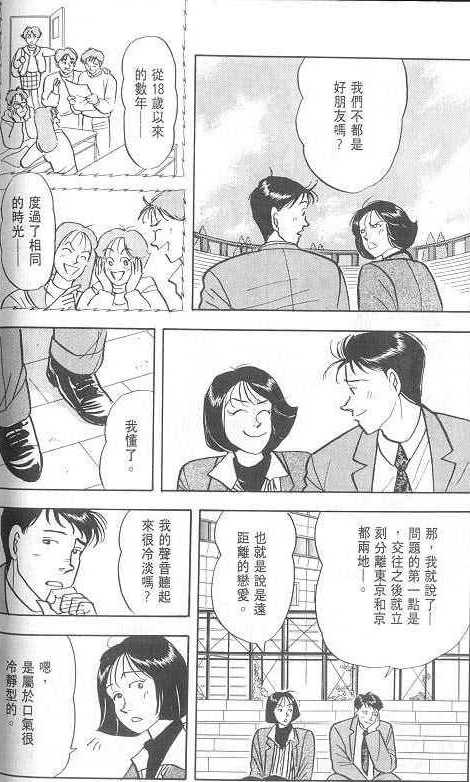 我們不都是
好朋友嗎？
從18歲以來
的數年──
度過了相同
的時光──
我懂了。
那，我就說了──
問題的第一點是
，交往之後就立
刻分離東京和京
都兩地──。
也就是說是遠
距離的戀愛。
我的聲音聽起
來很冷淡嗎？
嗯，
是屬於口氣很
冷靜型的。